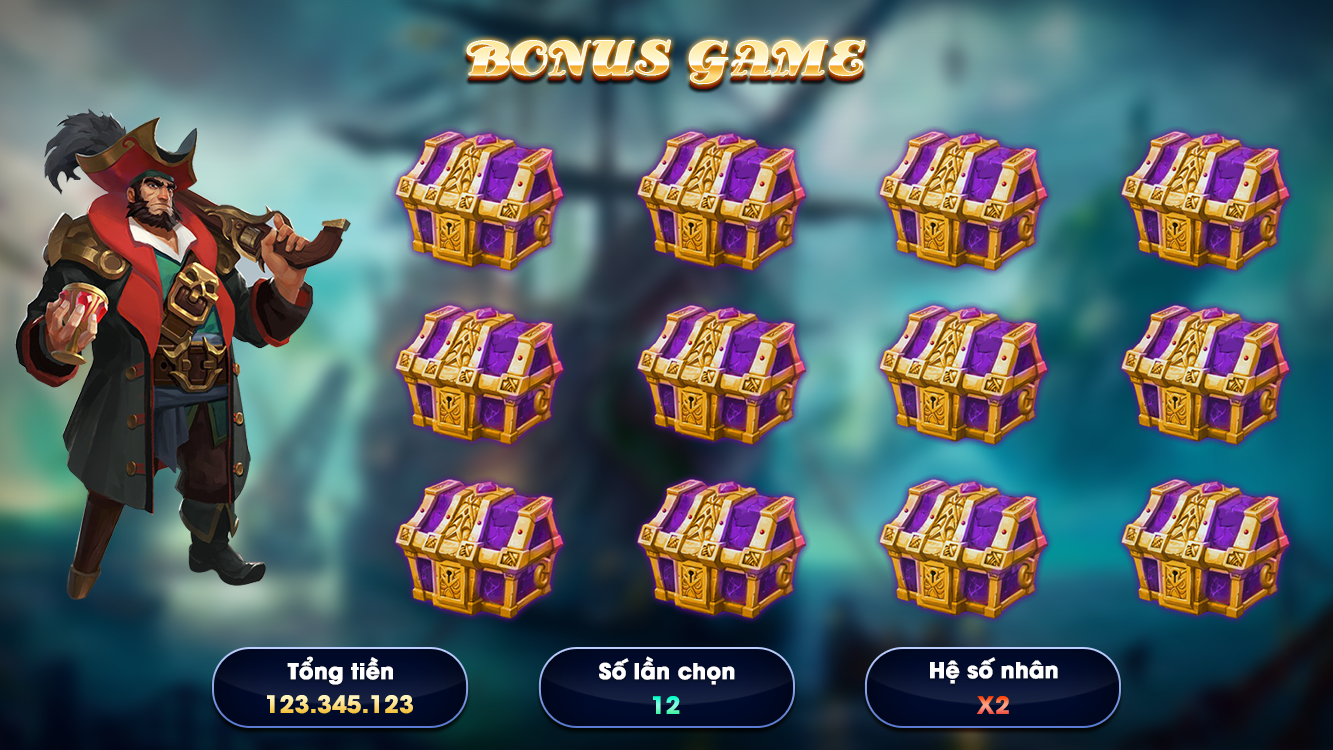 BONUS GAME
Tổng tiền
123.345.123
Số lần chọn
12
Hệ số nhân
X2